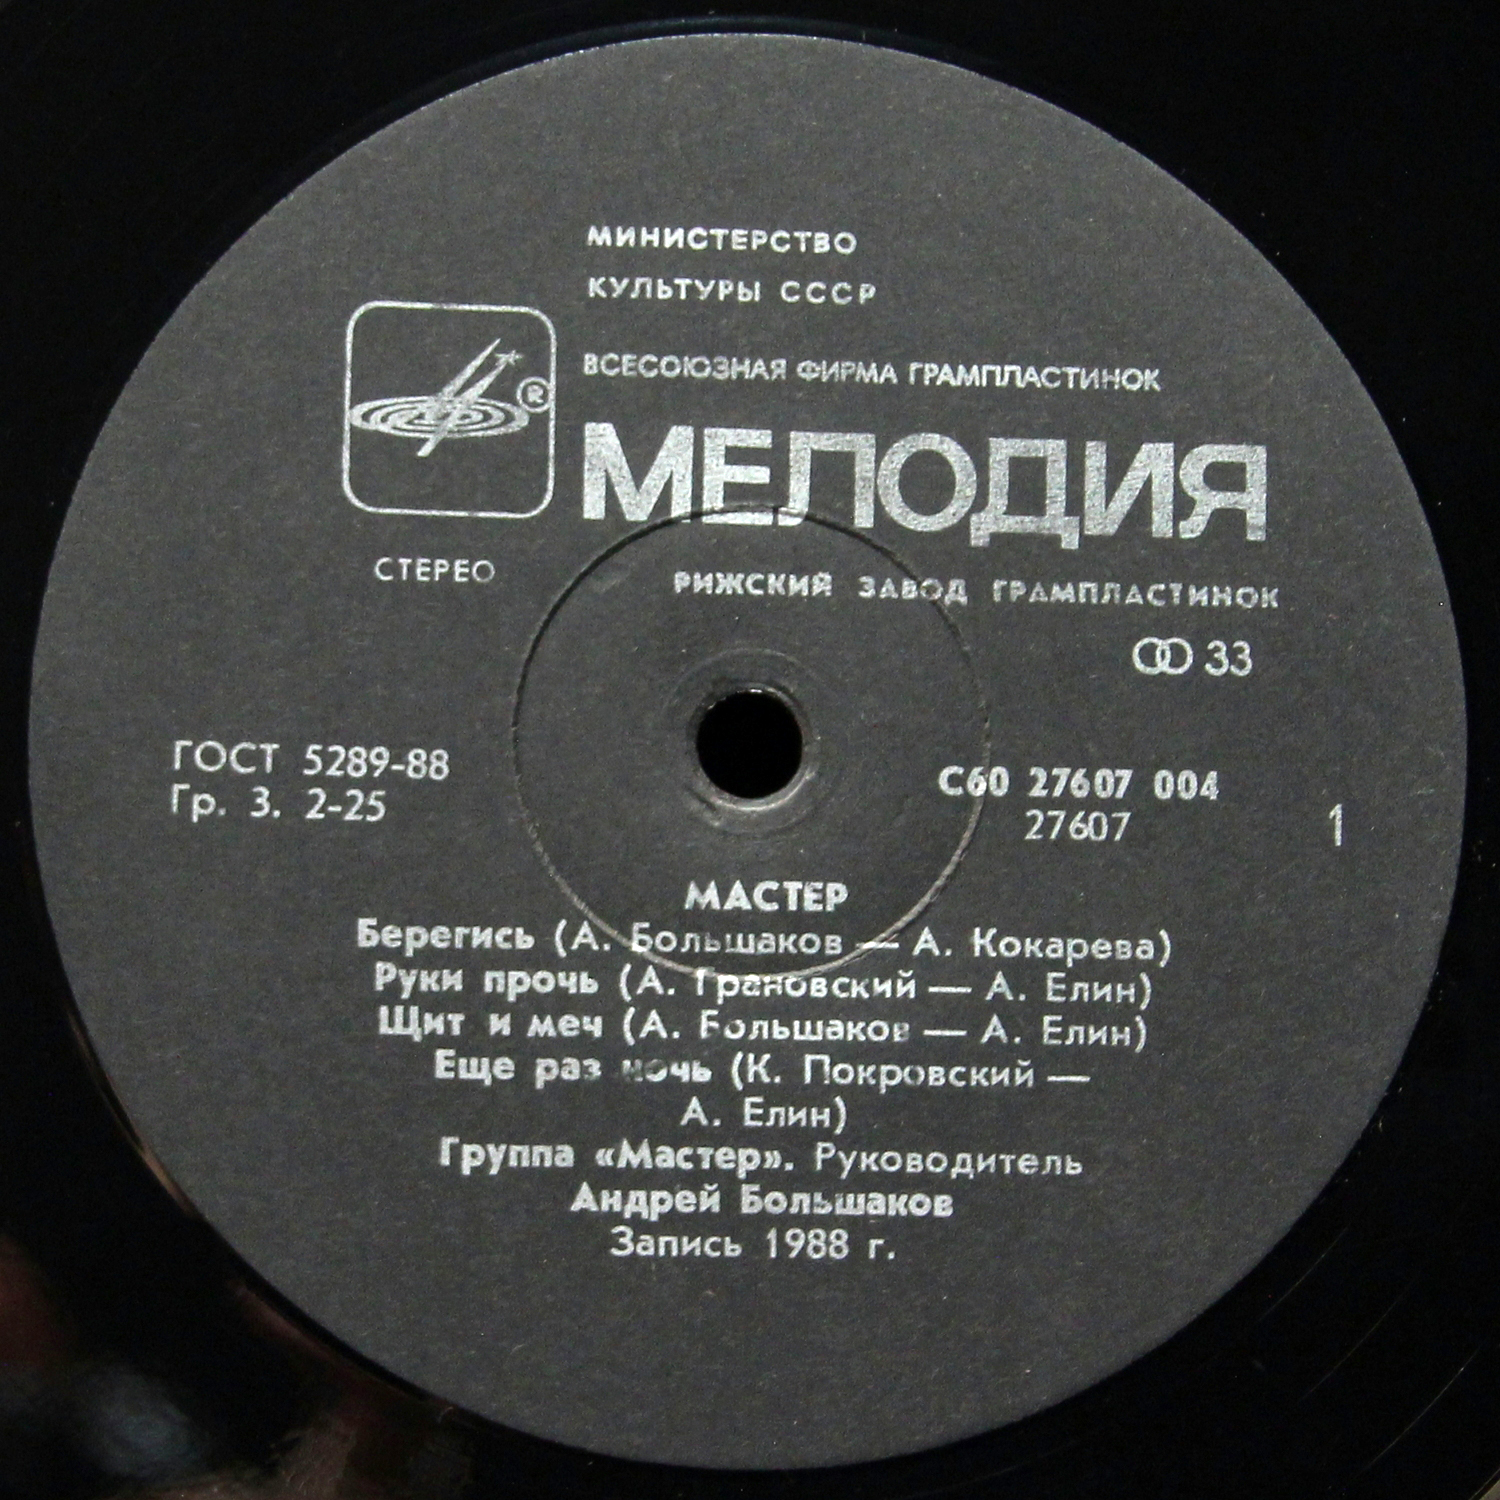 МИНИСТЕРСТВО
КУЛЬТУРЫ СССР
ВСЕСОЮЗНАЯ ФИРМА ГРАМПЛАСТИНОК
®
МЕЛОДИЯ
СТЕРЕО
РИЖСКИЙ ЗАВОД ГРАМПЛАСТИНОК
33
ГОСТ 5289-88
Гр. 3. 2-25
С60 27607 004
27607
1
МАСТЕР
Берегись (А. Большаков — А. Кокарева)
Руки прочь (А. Грановский — А. Елин)
Щит и меч (А. Большаков — А. Елин)
Еще раз ночь (К. Покровский —
А. Елин)
Группа «Мастер». Руководитель
Андрей Большаков
Запись 1988 г.